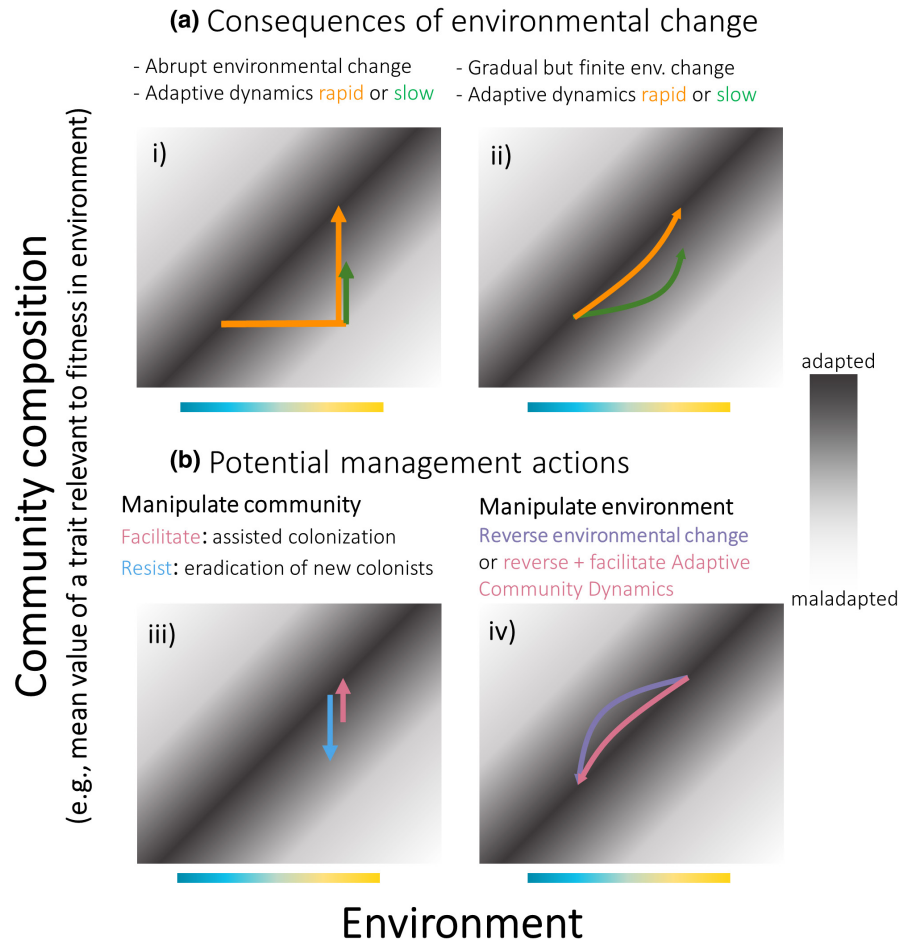 (a) Consequences of environmental change
- Abrupt environmental change
- Adaptive dynamics rapid or slow
- Gradual but finite env. change
- Adaptive dynamics rapid or slow
i)
ii)
Community composition
(e.g., mean value of a trait relevant to fitness in environment)
adapted
maladapted
(b) Potential management actions
Manipulate community
Facilitate: assisted colonization
Resist: eradication of new colonists
Manipulate environment
Reverse environmental change
or reverse + facilitate Adaptive
Community Dynamics
iii)
iv)
Environment